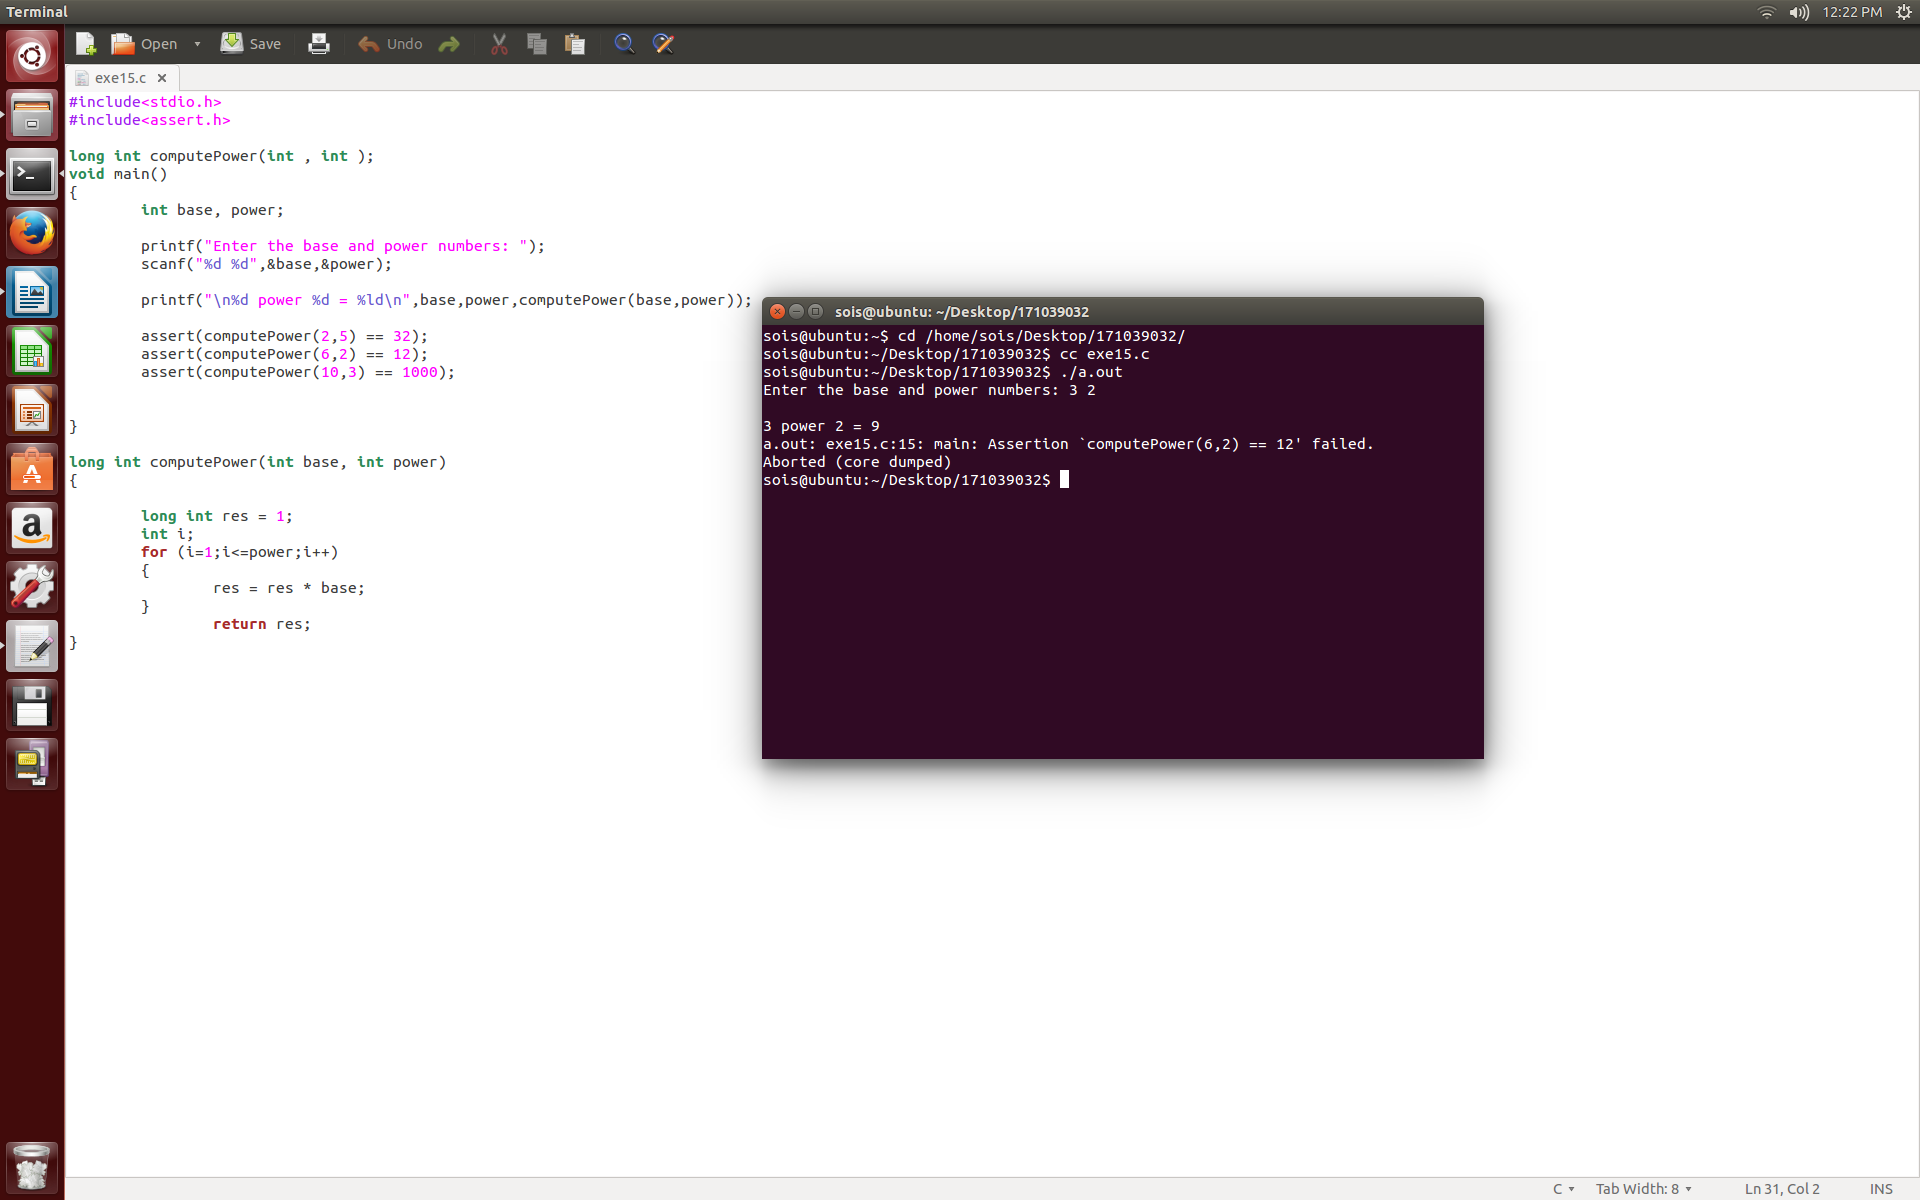 Terminal
12:22 PM
Open
Save
Undo
exe15.c
#include<stdio.h>
#include<assert.h>
long int computePower(int , int );
void main()
{
int base, power;
printf("Enter the base and power numbers: ");
scanf("%d %d",&base,&power);
printf("\n%d power %d = %ld\n",base,power,computePower(base,power));
assert(computePower(2,5) == 32);
assert(computePower(6,2) == 12);
assert(computePower(10,3) == 1000);
}
long int computePower(int base, int power)
{
long int res = 1;
int i;
for (i=1;i<=power;i++)
{
res = res * base;
}
return res;
}
sois@ubuntu: ~/Desktop/171039032
sois@ubuntu:~$ cd /home/sois/Desktop/171039032/
sois@ubuntu:~/Desktop/171039032$ cc exe15.c
sois@ubuntu:~/Desktop/171039032$ ./a.out
Enter the base and power numbers: 3 2
3 power 2 = 9
a.out: exe15.c:15: main: Assertion `computePower(6,2) == 12' failed.
Aborted (core dumped)
sois@ubuntu:~/Desktop/171039032$
C
Tab Width: 8
Ln 31, Col 2
INS